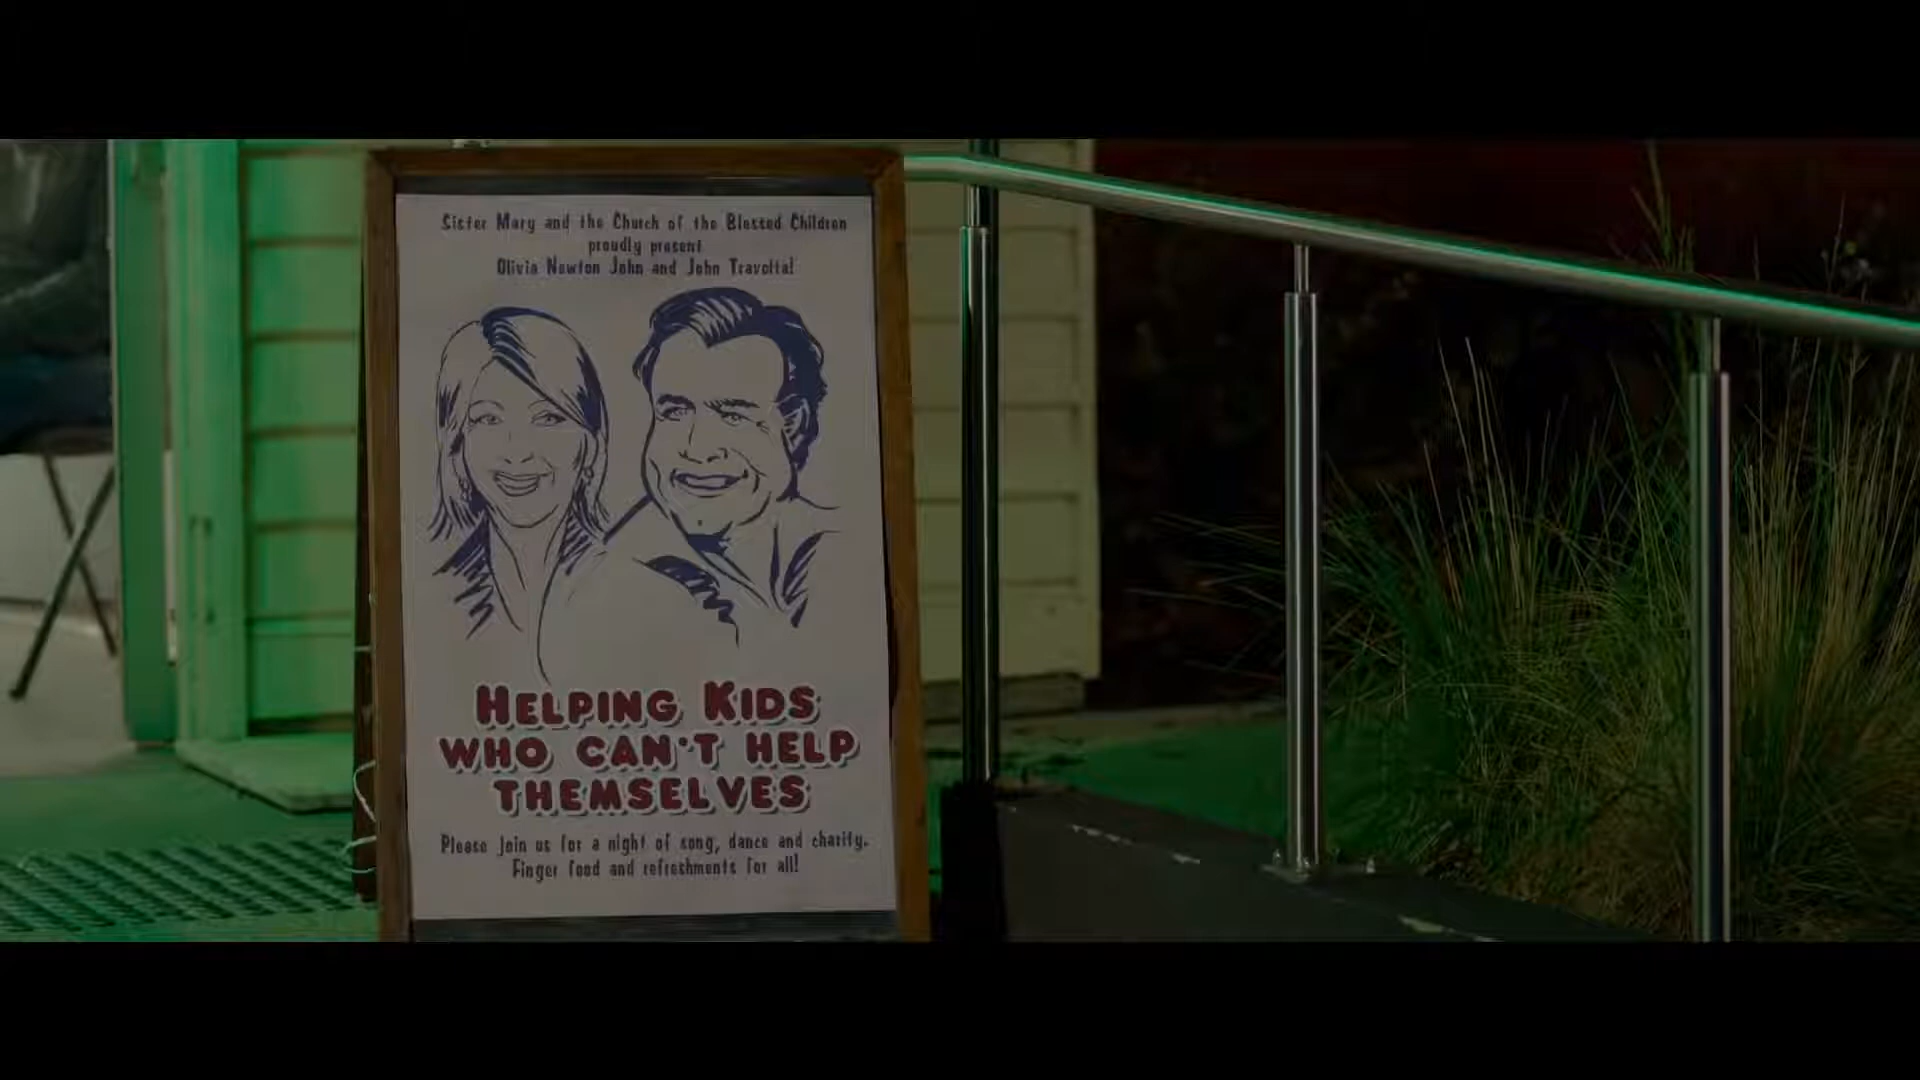 Sister Mary and the Church of the Blessed Children
proudly present
Olivia Newton John and John Travolta!
HELPING KIDS
WHO CAN'T HELP
THEMSELVES
Please join us for a night of song, dance and charity.
Finger food and refreshments for all!